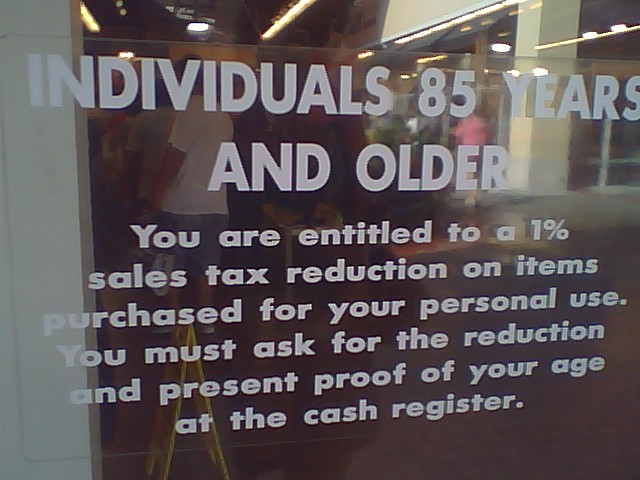 INDIVIDUALS 85 YEARS
AND OLDER
You are entitled to a 1%
sales tax reduction on items
purchased for your personal use.
You must ask for the reduction
and present proof of your age
at the cash register.